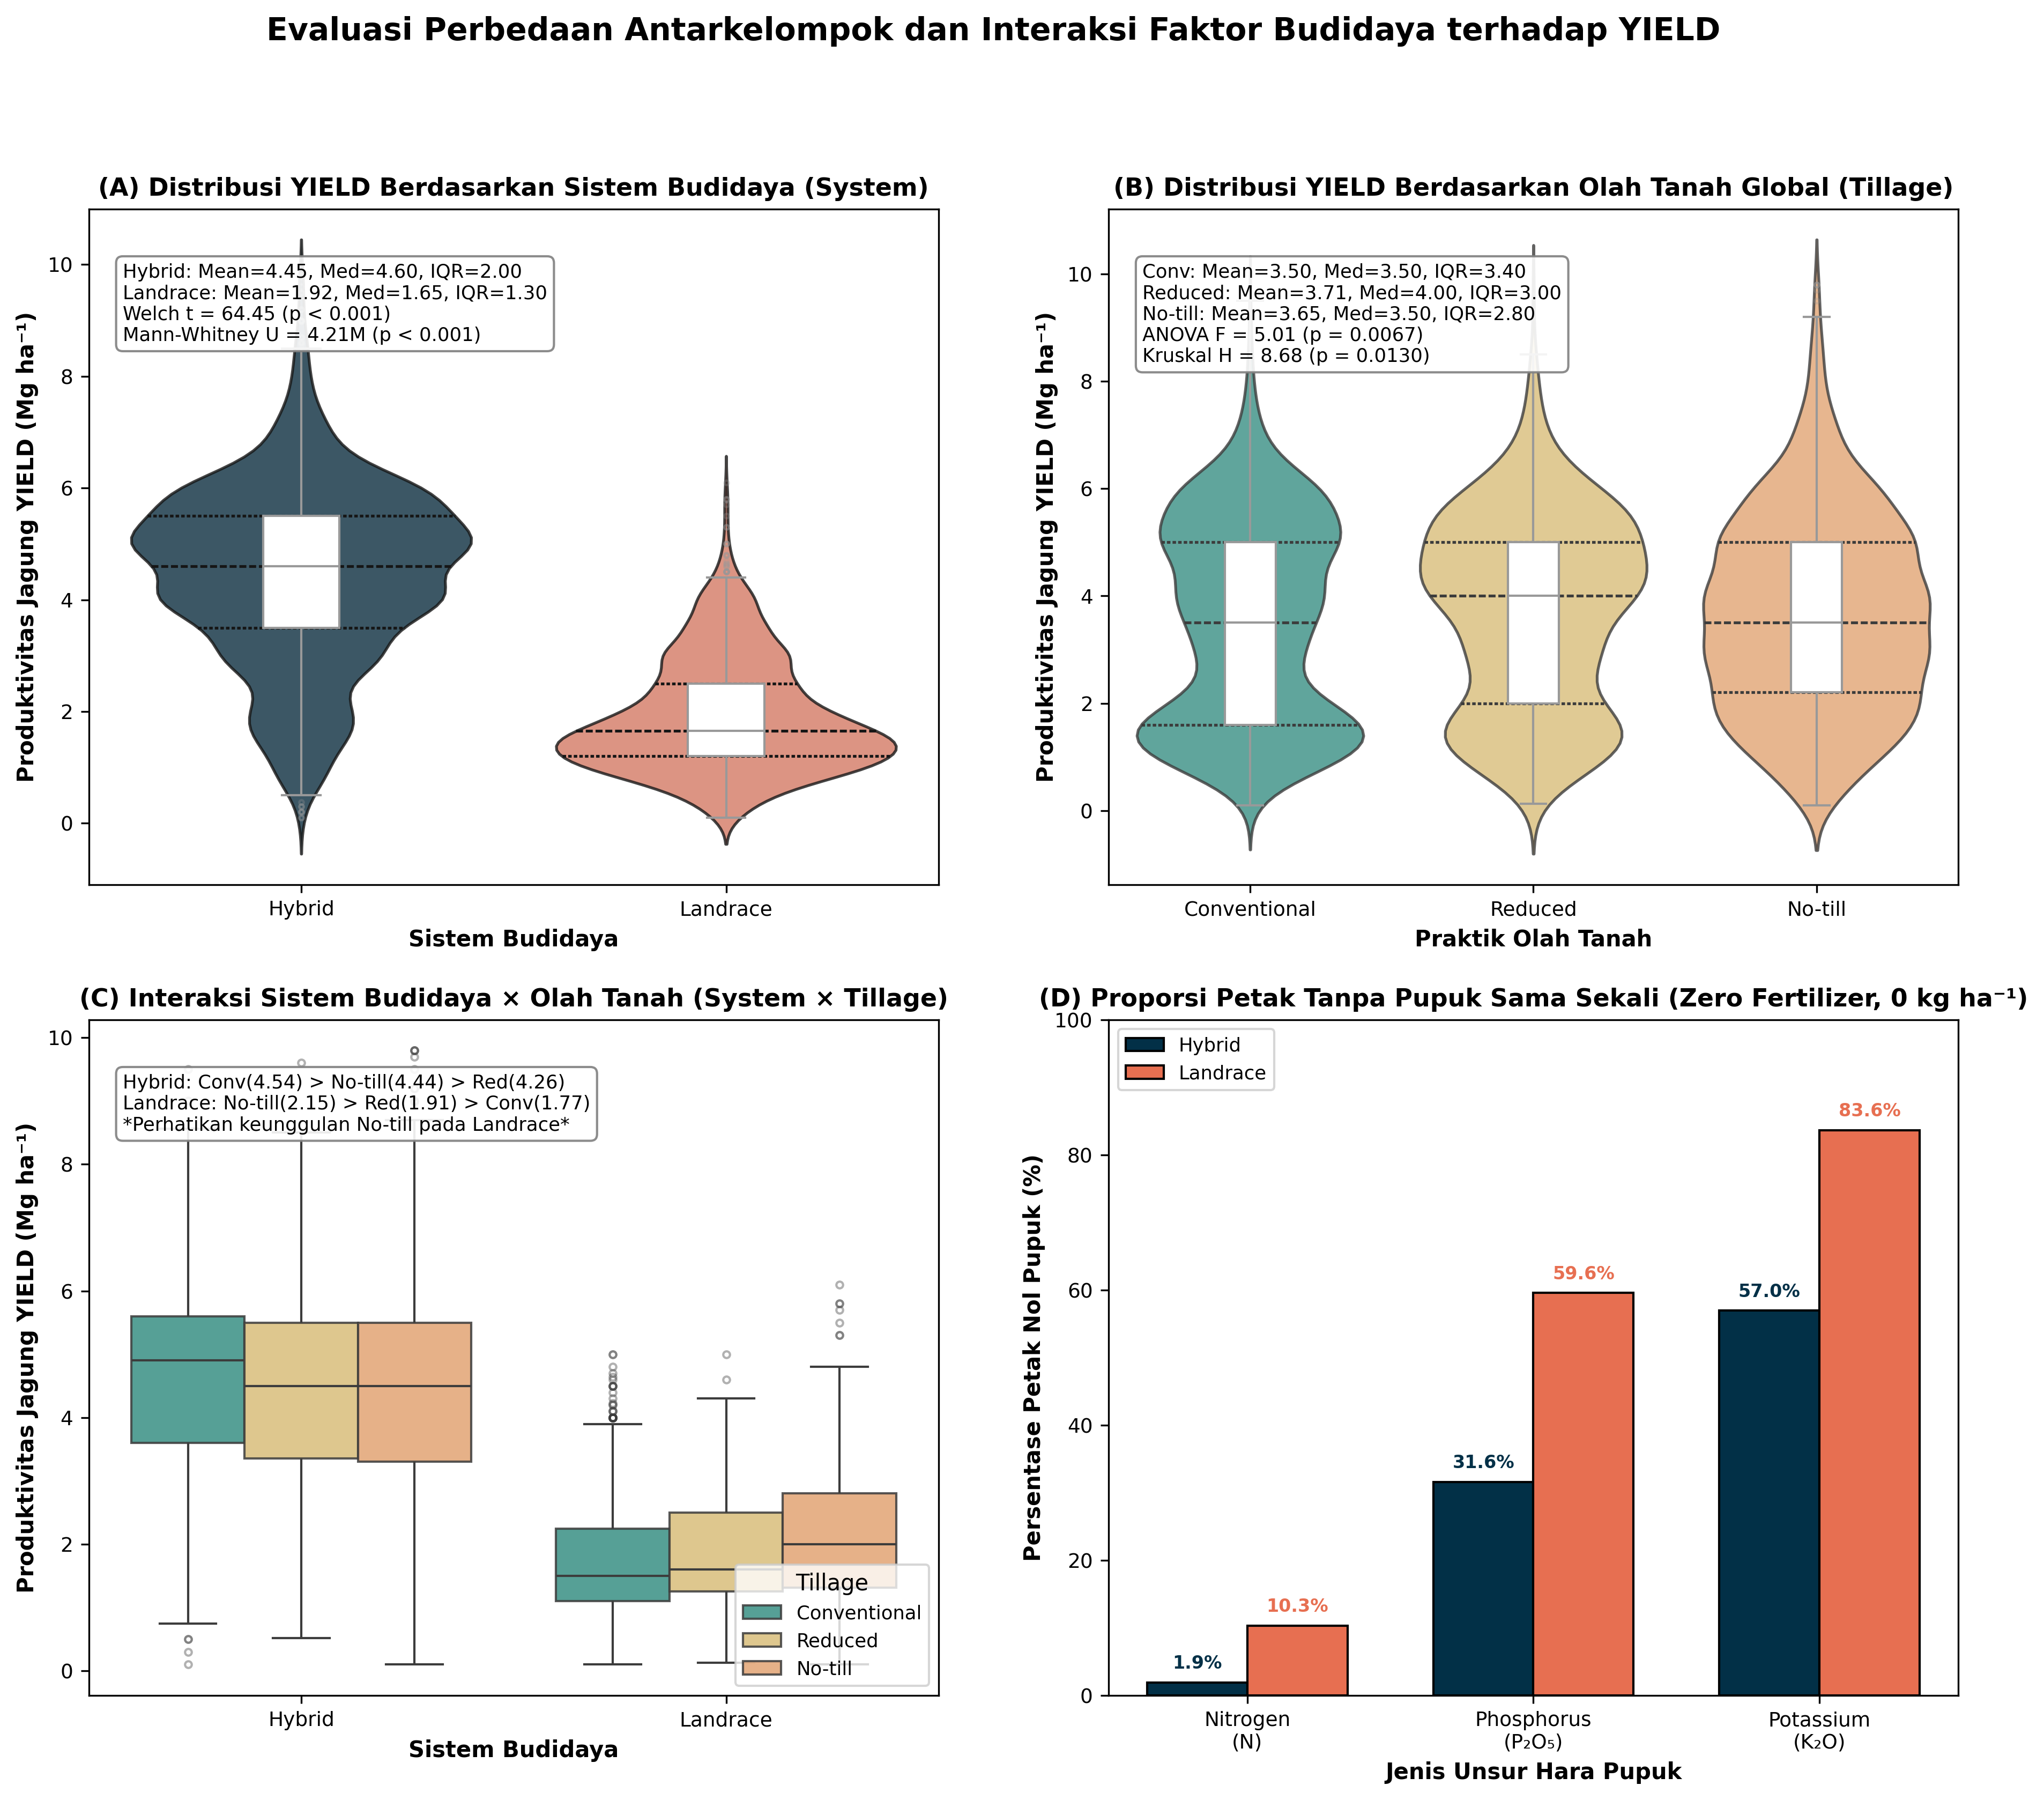 Evaluasi Perbedaan Antarkelompok dan Interaksi Faktor Budidaya terhadap YIELD
(A) Distribusi YIELD Berdasarkan Sistem Budidaya (System)
Produktivitas Jagung YIELD (Mg ha⁻¹)
10
8
6
4
2
0
Hybrid: Mean=4.45, Med=4.60, IQR=2.00
Landrace: Mean=1.92, Med=1.65, IQR=1.30
Welch t = 64.45 (p < 0.001)
Mann-Whitney U = 4.21M (p < 0.001)
Hybrid
Landrace
Sistem Budidaya
(B) Distribusi YIELD Berdasarkan Olah Tanah Global (Tillage)
Produktivitas Jagung YIELD (Mg ha⁻¹)
10
8
6
4
2
0
Conv: Mean=3.50, Med=3.50, IQR=3.40
Reduced: Mean=3.71, Med=4.00, IQR=3.00
No-till: Mean=3.65, Med=3.50, IQR=2.80
ANOVA F = 5.01 (p = 0.0067)
Kruskal H = 8.68 (p = 0.0130)
Conventional
Reduced
No-till
Praktik Olah Tanah
(C) Interaksi Sistem Budidaya × Olah Tanah (System × Tillage)
Produktivitas Jagung YIELD (Mg ha⁻¹)
10
8
6
4
2
0
Hybrid: Conv(4.54) > No-till(4.44) > Red(4.26)
Landrace: No-till(2.15) > Red(1.91) > Conv(1.77)
*Perhatikan keunggulan No-till pada Landrace*
Tillage
Conventional
Reduced
No-till
Hybrid
Landrace
Sistem Budidaya
(D) Proporsi Petak Tanpa Pupuk Sama Sekali (Zero Fertilizer, 0 kg ha⁻¹)
Persentase Petak Nol Pupuk (%)
100
80
60
40
20
0
Hybrid
Landrace
1.9%
10.3%
31.6%
59.6%
57.0%
83.6%
Nitrogen
(N)
Phosphorus
(P₂O₅)
Potassium
(K₂O)
Jenis Unsur Hara Pupuk